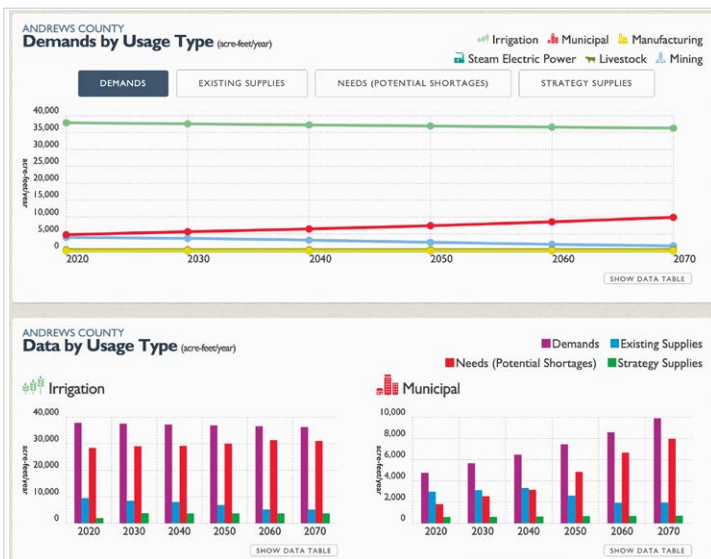 ANDREWS COUNTY
Demands by Usage Type (acre-feet/year)
Irrigation Municipal Manufacturing
Steam Electric Power Livestock Mining
DEMANDS EXISTING SUPPLIES NEEDS (POTENTIAL SHORTAGES) STRATEGY SUPPLIES
40,000
35,000
30,000
25,000
20,000
15,000
10,000
5,000
0
acre-feet/year
2020 2030 2040 2050 2060 2070
SHOW DATA TABLE
ANDREWS COUNTY
Data by Usage Type (acre-feet/year)
Demands Existing Supplies
Needs (Potential Shortages) Strategy Supplies
Irrigation
40,000
30,000
20,000
10,000
0
acre-feet/year
2020 2030 2040 2050 2060 2070
SHOW DATA TABLE
Municipal
10,000
8,000
6,000
4,000
2,000
0
acre-feet/year
2020 2030 2040 2050 2060 2070
SHOW DATA TABLE